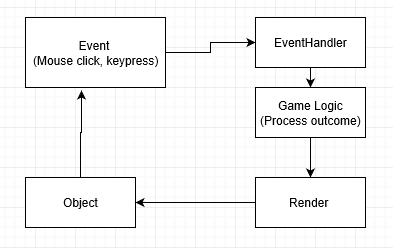 Event
(Mouse click, keypress)
EventHandler
Game Logic
(Process outcome)
Render
Object